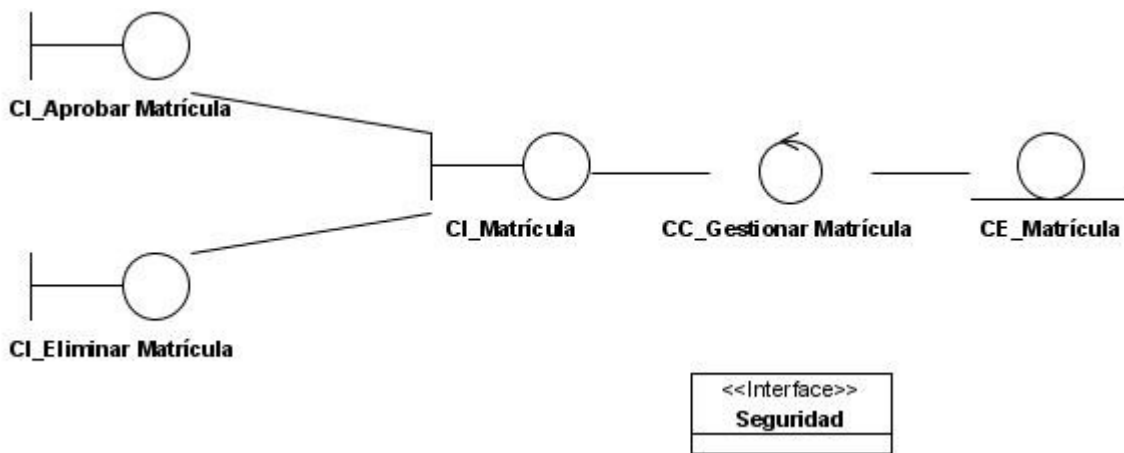 CI_Aprobar Matrícula
CI_Matrícula
CC_Gestionar Matrícula
CE_Matrícula
CI_Eliminar Matrícula
<<Interface>>
Seguridad